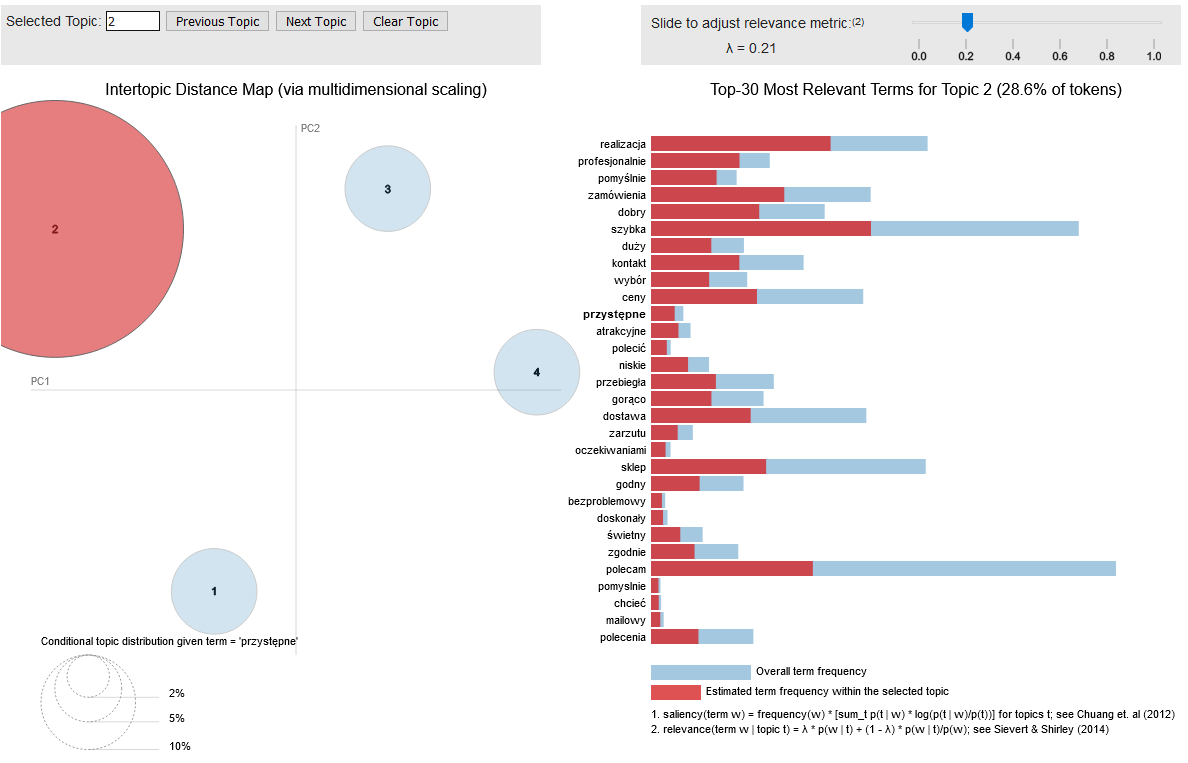 Selected Topic: 2 Previous Topic Next Topic Clear Topic
Slide to adjust relevance metric:(2)
λ = 0.21
0.0 0.2 0.4 0.6 0.8 1.0
Intertopic Distance Map (via multidimensional scaling)
PC2
3
2
4
PC1
1
Conditional topic distribution given term = 'przystępne'
2%
5%
10%
Top-30 Most Relevant Terms for Topic 2 (28.6% of tokens)
realizacja
profesjonalnie
pomyślnie
zamówienia
dobry
szybka
duży
kontakt
wybór
ceny
przystępne
atrakcyjne
polecić
niskie
przebiegła
gorąco
dostawa
zarzutu
oczekiwaniami
sklep
godny
bezproblemowy
doskonały
świetny
zgodnie
polecam
pomyslnie
chcieć
mailowy
polecenia
Overall term frequency
Estimated term frequency within the selected topic
1. saliency(term w) = frequency(w) * [sum_t p(t | w) * log(p(t | w)/p(t))] for topics t; see Chuang et. al (2012)
2. relevance(term w | topic t) = λ * p(w | t) + (1 - λ) * p(w | t)/p(w); see Sievert & Shirley (2014)